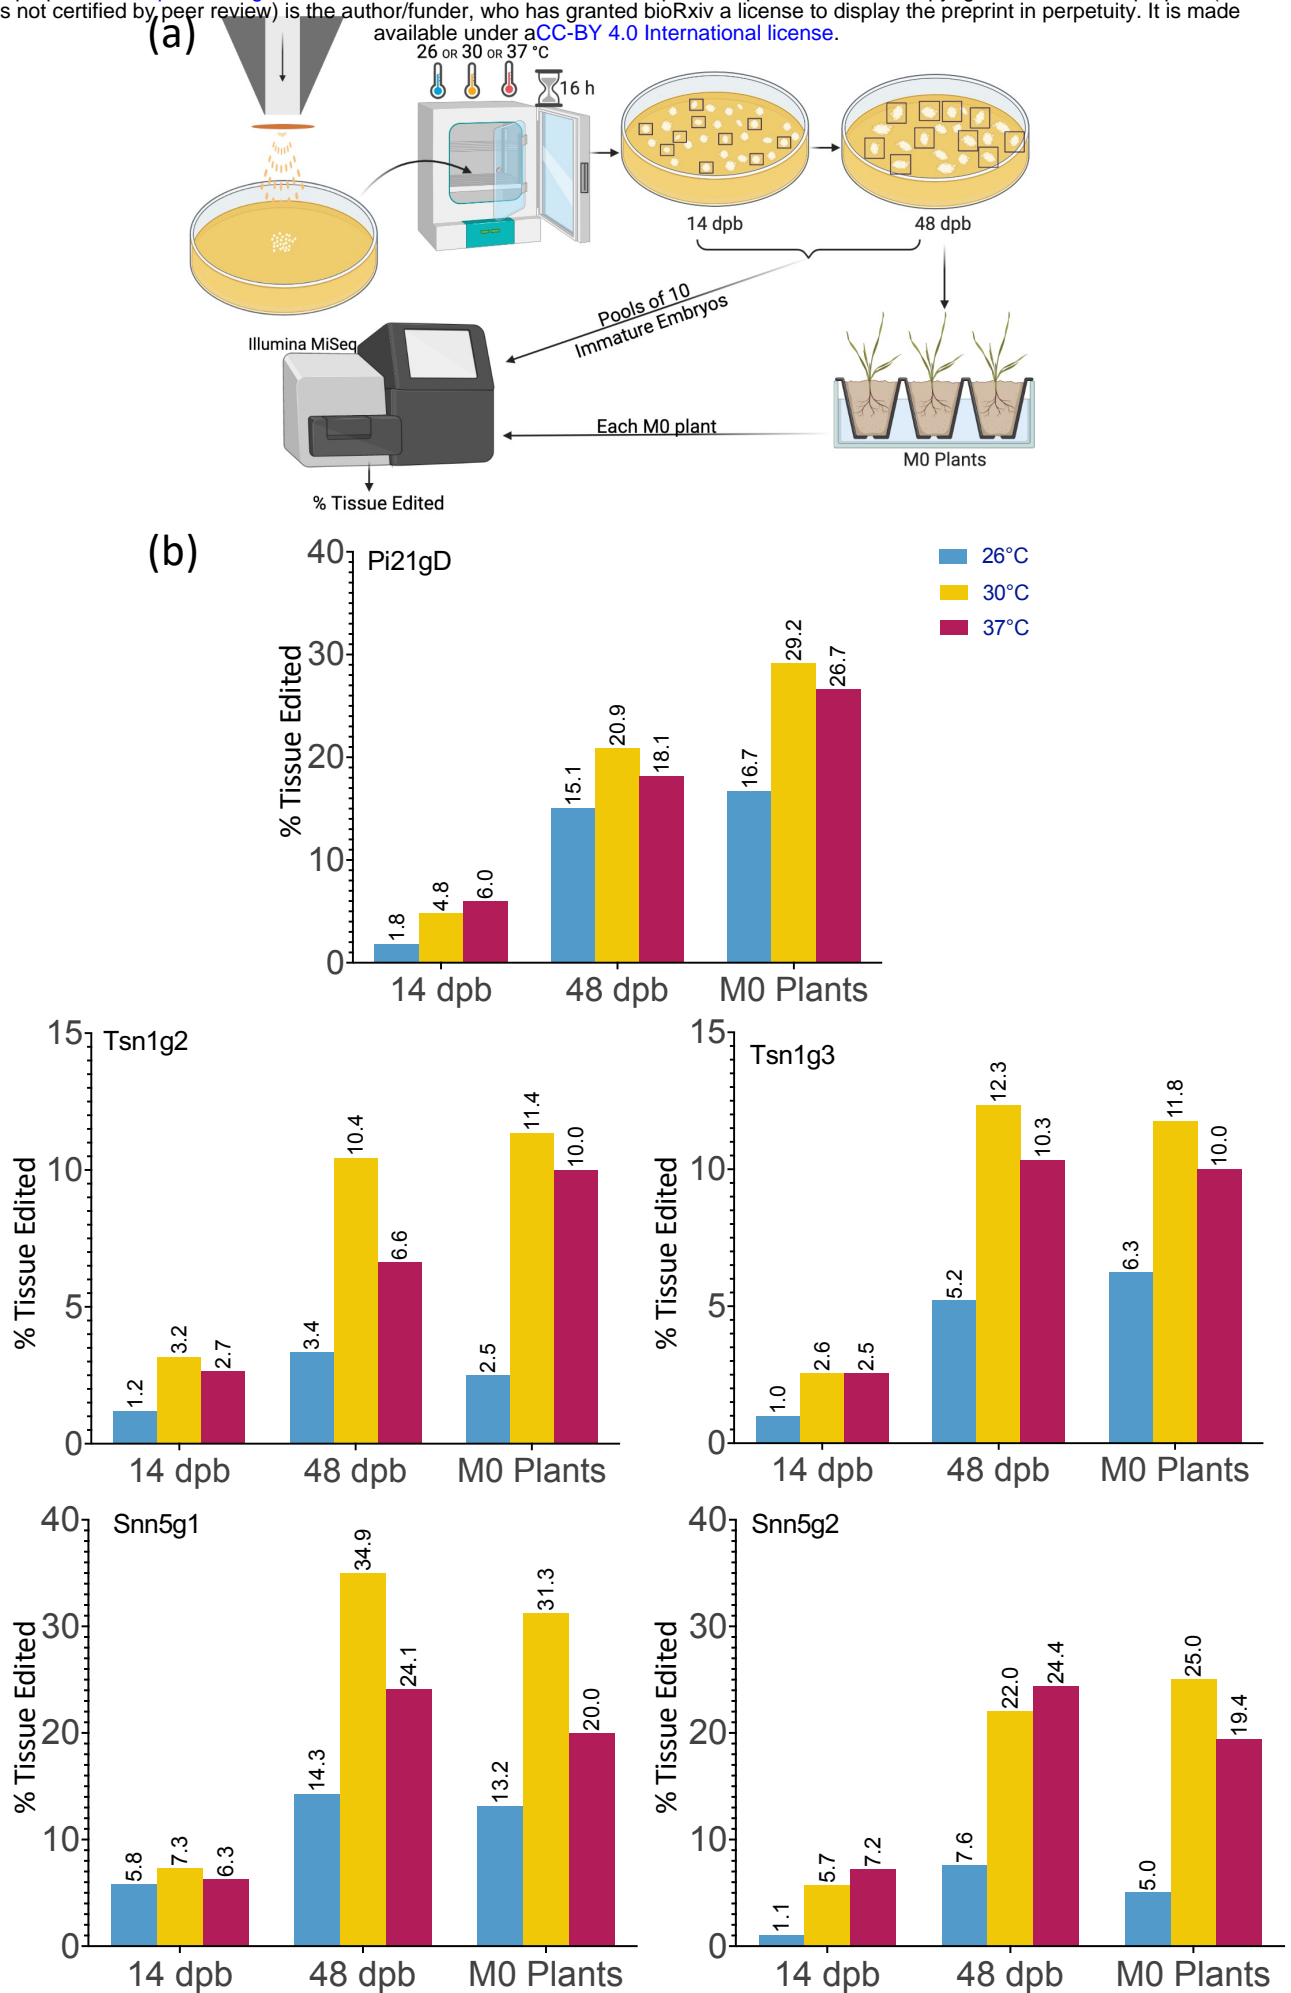 s not certified by peer review) is the author/funder, who has granted bioRxiv a license to display the preprint in perpetuity. It is made
available under aCC-BY 4.0 International license.
(a)
26 OR 30 OR 37 °C
16 h
14 dpb
48 dpb
Pools of 10
Immature Embryos
Illumina MiSeq
Each M0 plant
M0 Plants
% Tissue Edited
(b)
Pi21gD
26°C
30°C
37°C
% Tissue Edited
40
30
20
10
0
1.8
4.8
6.0
15.1
20.9
18.1
16.7
29.2
26.7
14 dpb
48 dpb
M0 Plants
Tsn1g2
% Tissue Edited
15
10
5
0
1.2
3.2
2.7
3.4
10.4
6.6
2.5
11.4
10.0
14 dpb
48 dpb
M0 Plants
Tsn1g3
% Tissue Edited
15
10
5
0
1.0
2.6
2.5
5.2
12.3
10.3
6.3
11.8
10.0
14 dpb
48 dpb
M0 Plants
Snn5g1
% Tissue Edited
40
30
20
10
0
5.8
7.3
6.3
14.3
34.9
24.1
13.2
31.3
20.0
14 dpb
48 dpb
M0 Plants
Snn5g2
% Tissue Edited
40
30
20
10
0
1.1
5.7
7.2
7.6
22.0
24.4
5.0
25.0
19.4
14 dpb
48 dpb
M0 Plants